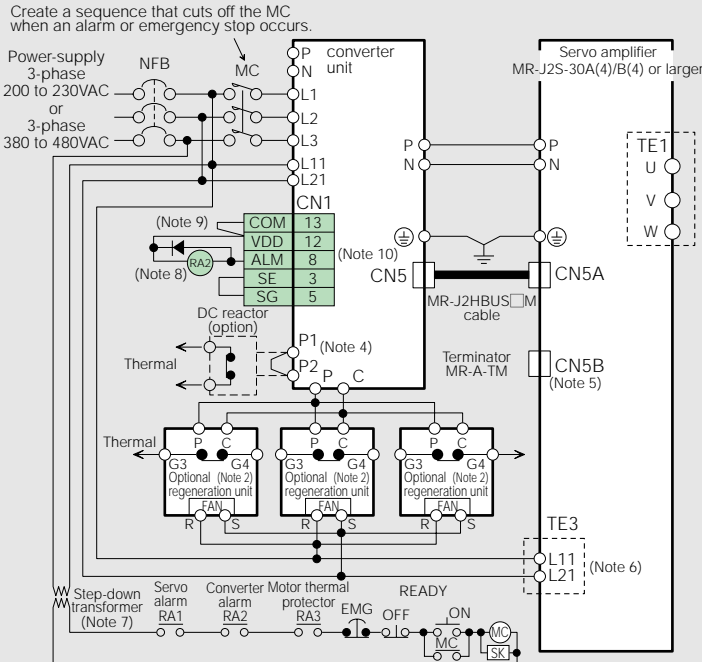 Create a sequence that cuts off the MC
when an alarm or emergency stop occurs.
Power-supply
3-phase
200 to 230VAC
or
3-phase
380 to 480VAC
NFB
MC
P
N
L1
L2
L3
L11
L21
converter
unit
Servo amplifier
MR-J2S-30A(4)/B(4) or larger
P
N
P
N
TE1
U
V
W
CN1
COM 13
VDD 12
ALM 8
SE 3
SG 5
(Note 9)
RA2
(Note 8)
(Note 10)
CN5
CN5A
MR-J2HBUS□M
cable
DC reactor
(option)
Thermal
P1
P2
(Note 4)
P C
Terminator
MR-A-TM
CN5B
(Note 5)
Thermal
P C
G3 G4
Optional (Note 2)
regeneration unit
FAN
R S
P C
G3 G4
Optional (Note 2)
regeneration unit
FAN
R S
P C
G3 G4
Optional (Note 2)
regeneration unit
FAN
R S
TE3
L11
L21
(Note 6)
Step-down
transformer
(Note 7)
Servo
alarm
RA1
Converter
alarm
RA2
Motor thermal
protector
RA3
EMG
READY
OFF
ON
MC
MC
SK